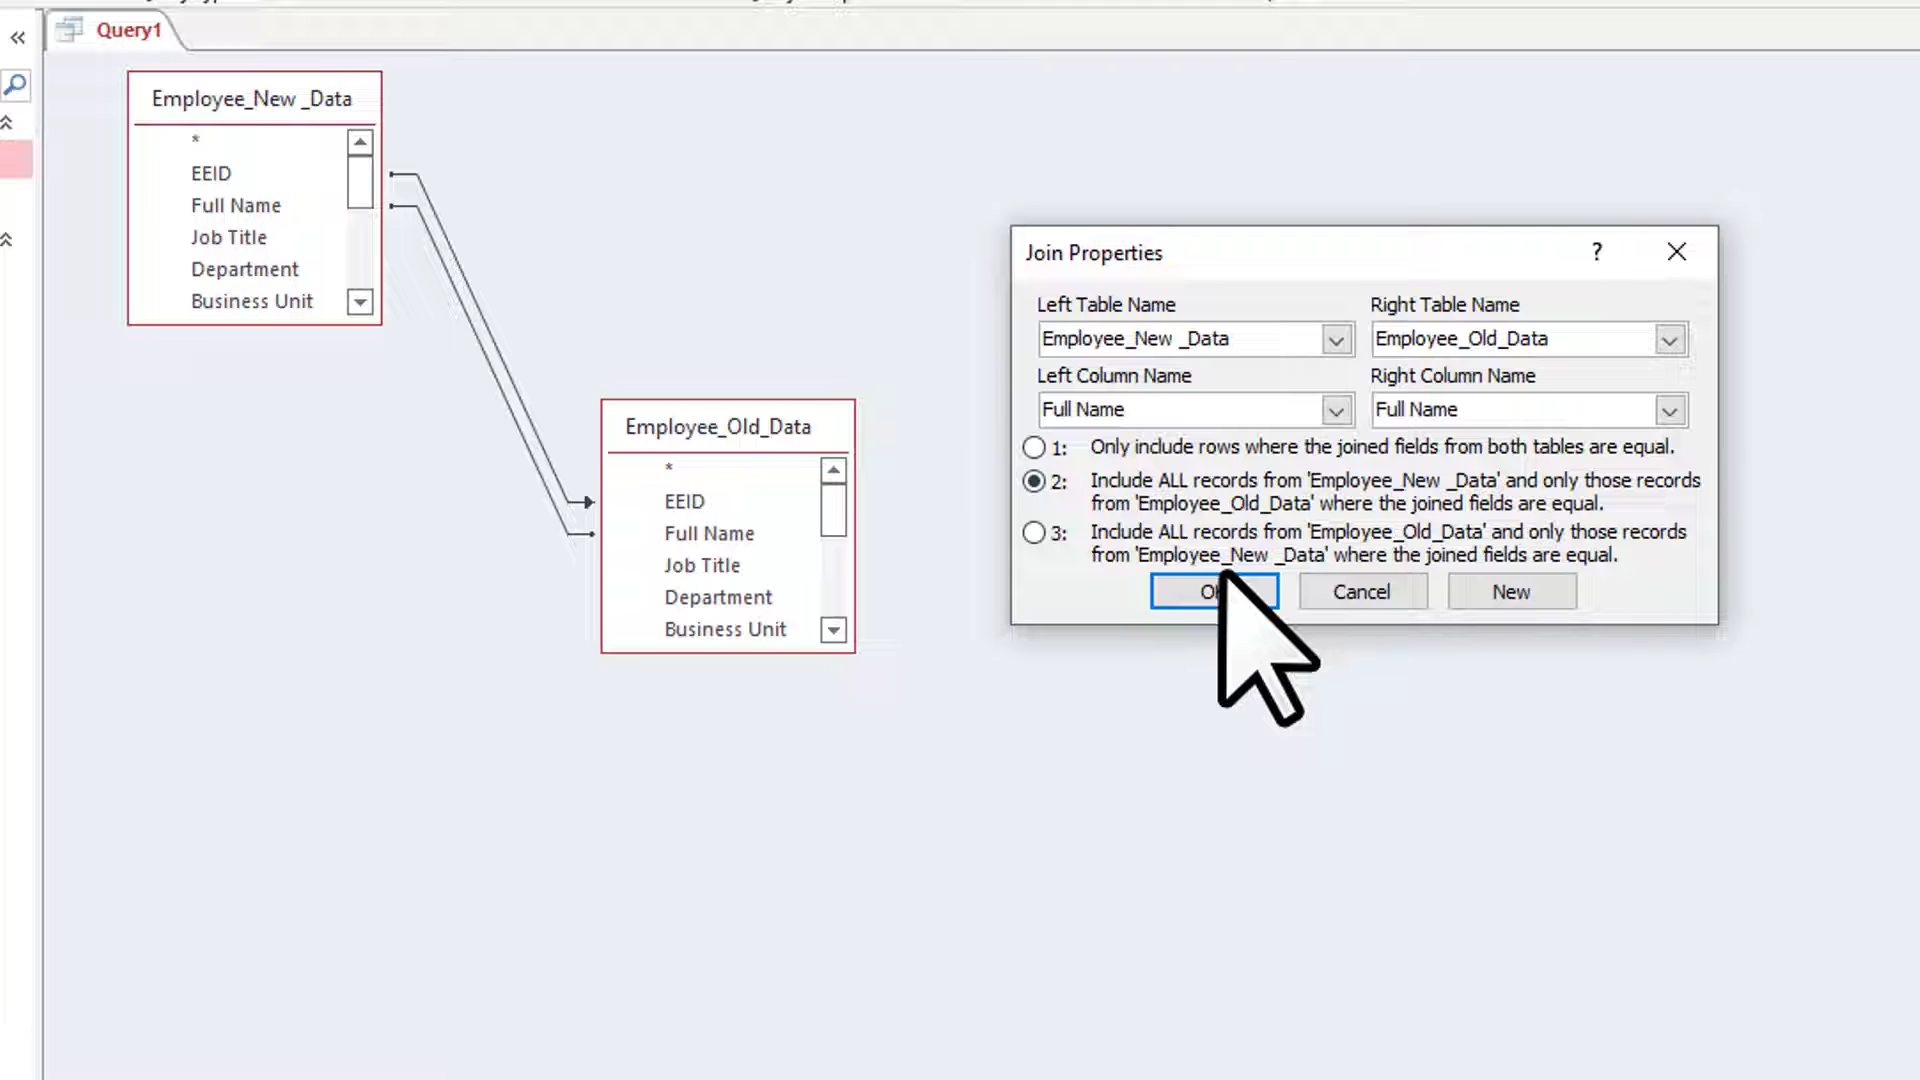 Query1
Employee_New _Data
*
EEID
Full Name
Job Title
Department
Business Unit
Employee_Old_Data
*
EEID
Full Name
Job Title
Department
Business Unit
Join Properties
?
Left Table Name
Right Table Name
Employee_New _Data
Employee_Old_Data
Left Column Name
Right Column Name
Full Name
Full Name
1: Only include rows where the joined fields from both tables are equal.
2: Include ALL records from 'Employee_New _Data' and only those records
from 'Employee_Old_Data' where the joined fields are equal.
3: Include ALL records from 'Employee_Old_Data' and only those records
from 'Employee_New _Data' where the joined fields are equal.
OK
Cancel
New